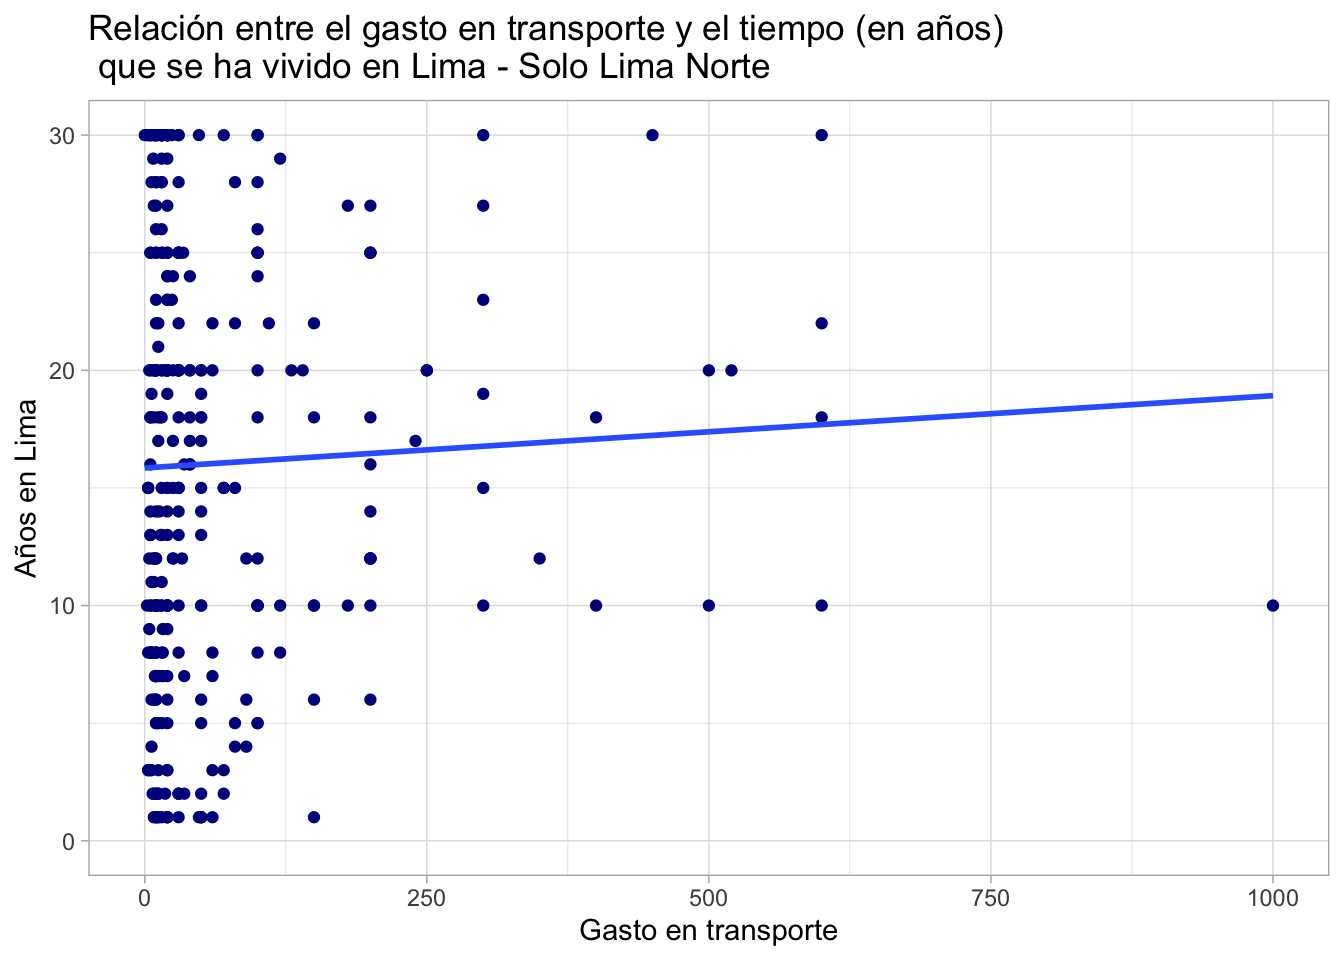 Relación entre el gasto en transporte y el tiempo (en años)
que se ha vivido en Lima - Solo Lima Norte
30
20
10
0
Años en Lima
0 250 500 750 1000
Gasto en transporte